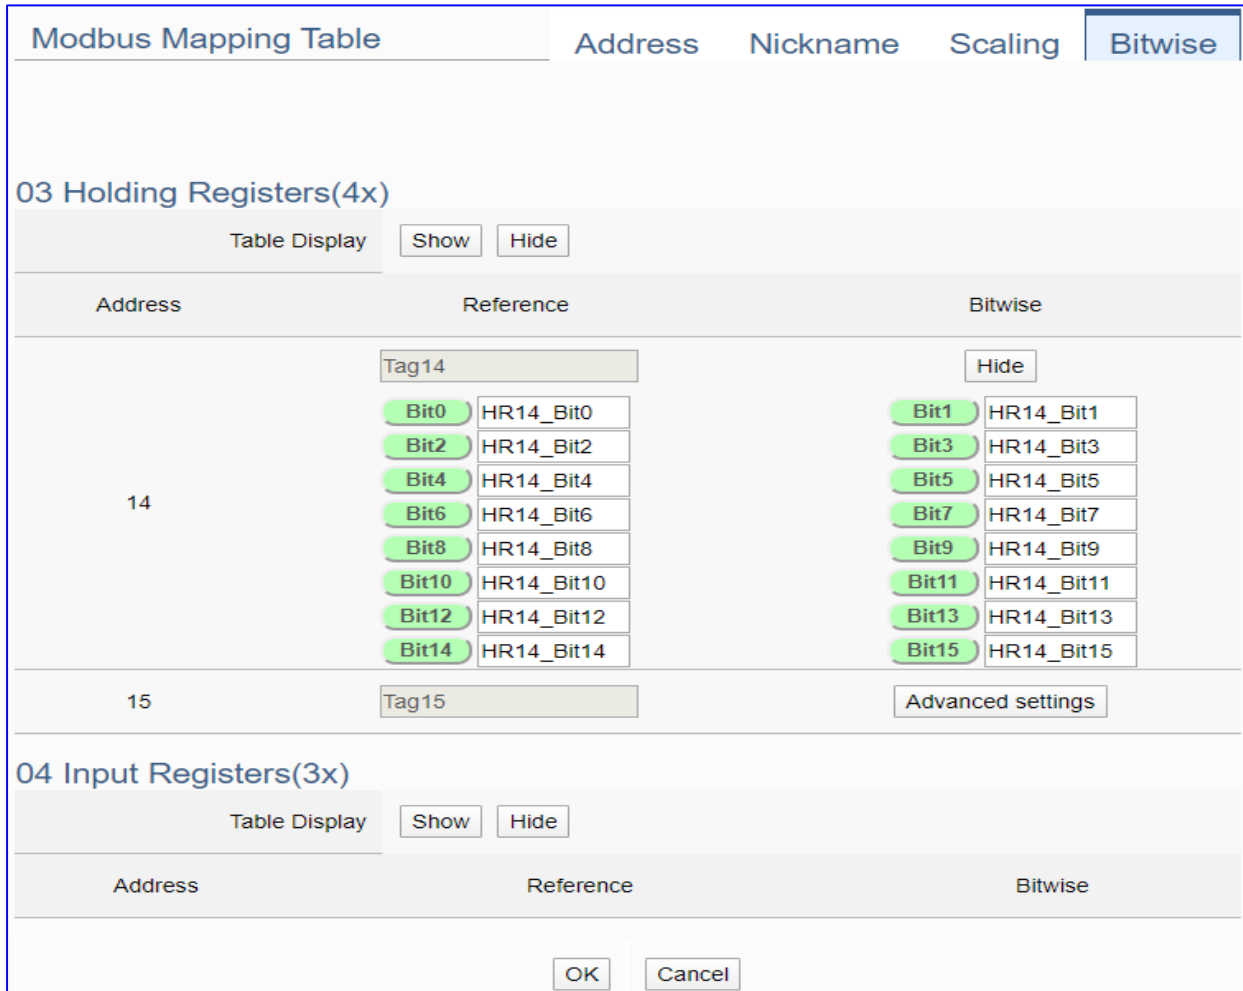 Modbus Mapping Table Address Nickname Scaling Bitwise
03 Holding Registers(4x)
Table Display Show Hide
Address Reference Bitwise
Tag14 Hide
Bit0 HR14_Bit0 Bit1 HR14_Bit1
Bit2 HR14_Bit2 Bit3 HR14_Bit3
Bit4 HR14_Bit4 Bit5 HR14_Bit5
14
Bit6 HR14_Bit6 Bit7 HR14_Bit7
Bit8 HR14_Bit8 Bit9 HR14_Bit9
Bit10 HR14_Bit10 Bit11 HR14_Bit11
Bit12 HR14_Bit12 Bit13 HR14_Bit13
Bit14 HR14_Bit14 Bit15 HR14_Bit15
15 Tag15 Advanced settings
04 Input Registers(3x)
Table Display Show Hide
Address Reference Bitwise
OK Cancel